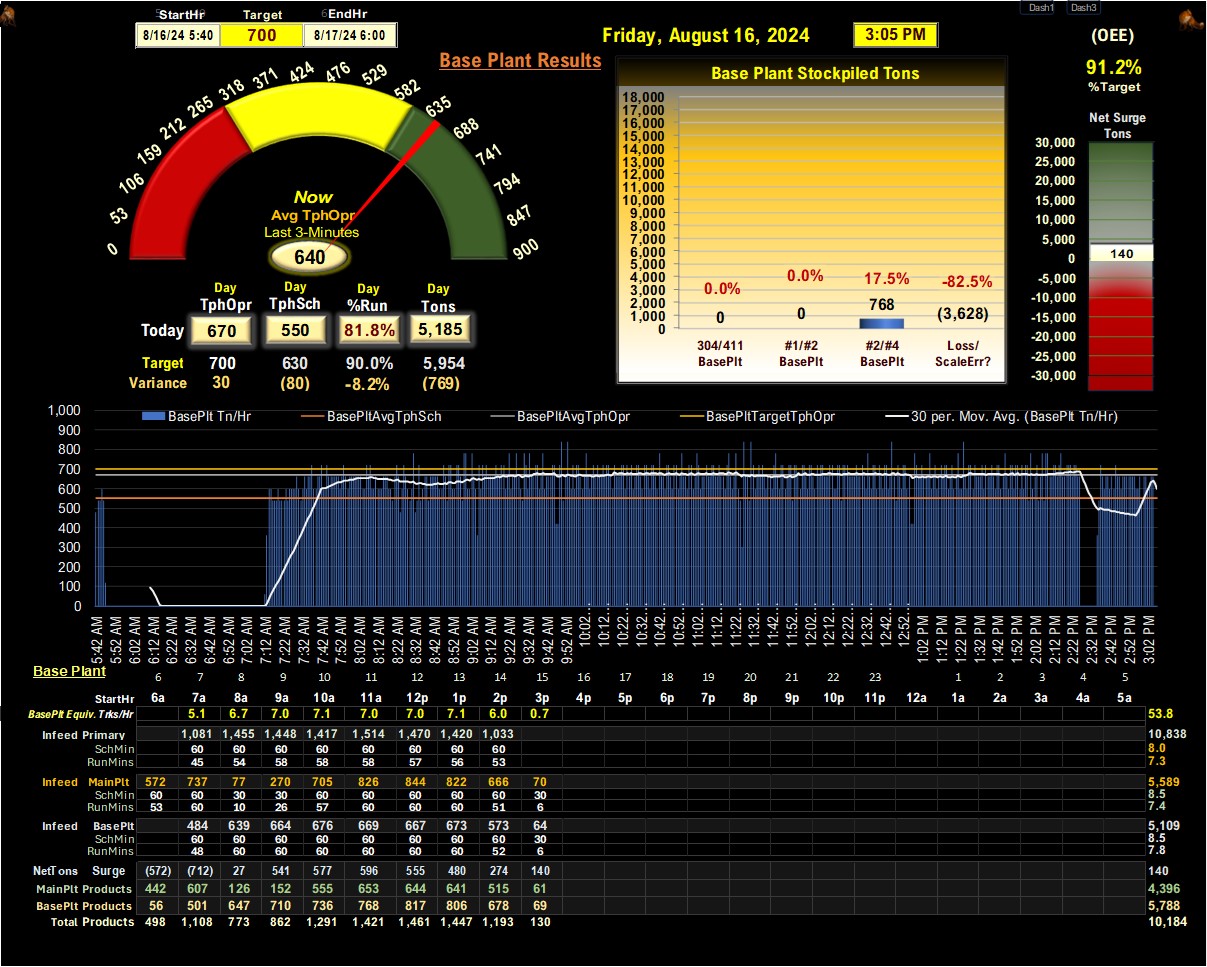 Dash1 Dash3
StartHr Target EndHr
8/16/24 5:40 700 8/17/24 6:00
Friday, August 16, 2024 3:05 PM (OEE)
Base Plant Results
91.2%
%Target
Base Plant Stockpiled Tons
Net Surge
Tons
0 53 106 159 212 265 318 371 424 476 529 582 635 688 741 794 847 900
Now
Avg TphOpr
Last 3-Minutes
640
18,000
17,000
16,000
15,000
14,000
13,000
12,000
11,000
10,000
9,000
8,000
7,000
6,000
5,000
4,000
3,000
2,000
1,000
0
0.0% 0.0% 17.5% -82.5%
0 0 768 (3,628)
304/411 #1/#2 #2/#4 Loss/
BasePlt BasePlt BasePlt ScaleErr?
30,000
25,000
20,000
15,000
10,000
5,000
0
-5,000
-10,000
-15,000
-20,000
-25,000
-30,000
140
Day Day Day Day
TphOpr TphSch %Run Tons
Today 670 550 81.8% 5,185
Target 700 630 90.0% 5,954
Variance 30 (80) -8.2% (769)
BasePlt Tn/Hr BasePltAvgTphSch BasePltAvgTphOpr BasePltTargetTphOpr 30 per. Mov. Avg. (BasePlt Tn/Hr)
1,000
900
800
700
600
500
400
300
200
100
0
5:42 AM 5:52 AM 6:02 AM 6:12 AM 6:22 AM 6:32 AM 6:42 AM 6:52 AM 7:02 AM 7:12 AM 7:22 AM 7:32 AM 7:42 AM 7:52 AM 8:02 AM 8:12 AM 8:22 AM 8:32 AM 8:42 AM 8:52 AM 9:02 AM 9:12 AM 9:22 AM 9:32 AM 9:42 AM 9:52 AM 10:02… 10:12… 10:22… 10:32… 10:42… 10:52… 11:02… 11:12… 11:22… 11:32… 11:42… 11:52… 12:02… 12:12… 12:22… 12:32… 12:42… 12:52… 1:02 PM 1:12 PM 1:22 PM 1:32 PM 1:42 PM 1:52 PM 2:02 PM 2:12 PM 2:22 PM 2:32 PM 2:42 PM 2:52 PM 3:02 PM
Base Plant
6 7 8 9 10 11 12 13 14 15 16 17 18 19 20 21 22 23 1 2 3 4 5
StartHr 6a 7a 8a 9a 10a 11a 12p 1p 2p 3p 4p 5p 6p 7p 8p 9p 10p 11p 12a 1a 2a 3a 4a 5a
BasePlt Equiv. Trks/Hr 5.1 6.7 7.0 7.1 7.0 7.0 7.1 6.0 0.7 53.8
Infeed Primary 1,081 1,455 1,448 1,417 1,514 1,470 1,420 1,033 10,838
SchMin 60 60 60 60 60 60 60 60 8.0
RunMins 45 54 58 58 58 57 56 53 7.3
Infeed MainPlt 572 737 77 270 705 826 844 822 666 70 5,589
SchMin 60 60 30 30 60 60 60 60 60 30 8.5
RunMins 53 60 10 26 57 60 60 60 51 6 7.4
Infeed BasePlt 484 639 664 676 669 667 673 573 64 5,109
SchMin 60 60 60 60 60 60 60 60 30 8.5
RunMins 48 60 60 60 60 60 60 52 6 7.8
NetTons Surge (572) (712) 27 541 577 596 555 480 274 140 140
MainPlt Products 442 607 126 152 555 653 644 641 515 61 4,396
BasePlt Products 56 501 647 710 736 768 817 806 678 69 5,788
Total Products 498 1,108 773 862 1,291 1,421 1,461 1,447 1,193 130 10,184